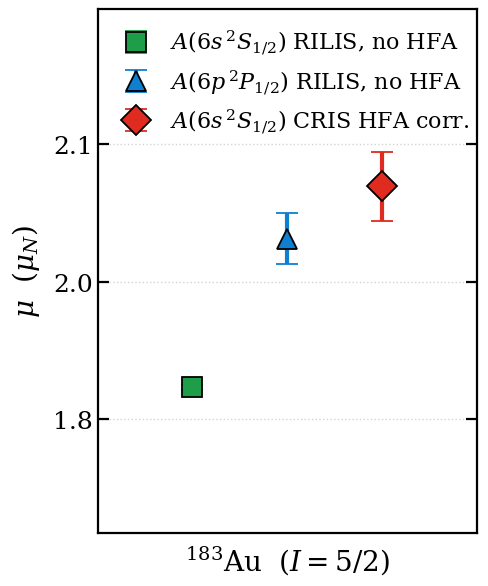 A(6s ²S₁/₂) RILIS, no HFA
A(6p ²P₁/₂) RILIS, no HFA
A(6s ²S₁/₂) CRIS HFA corr.
2.1
2.0
1.8
μ (μ_N)
¹⁸³Au (I = 5/2)